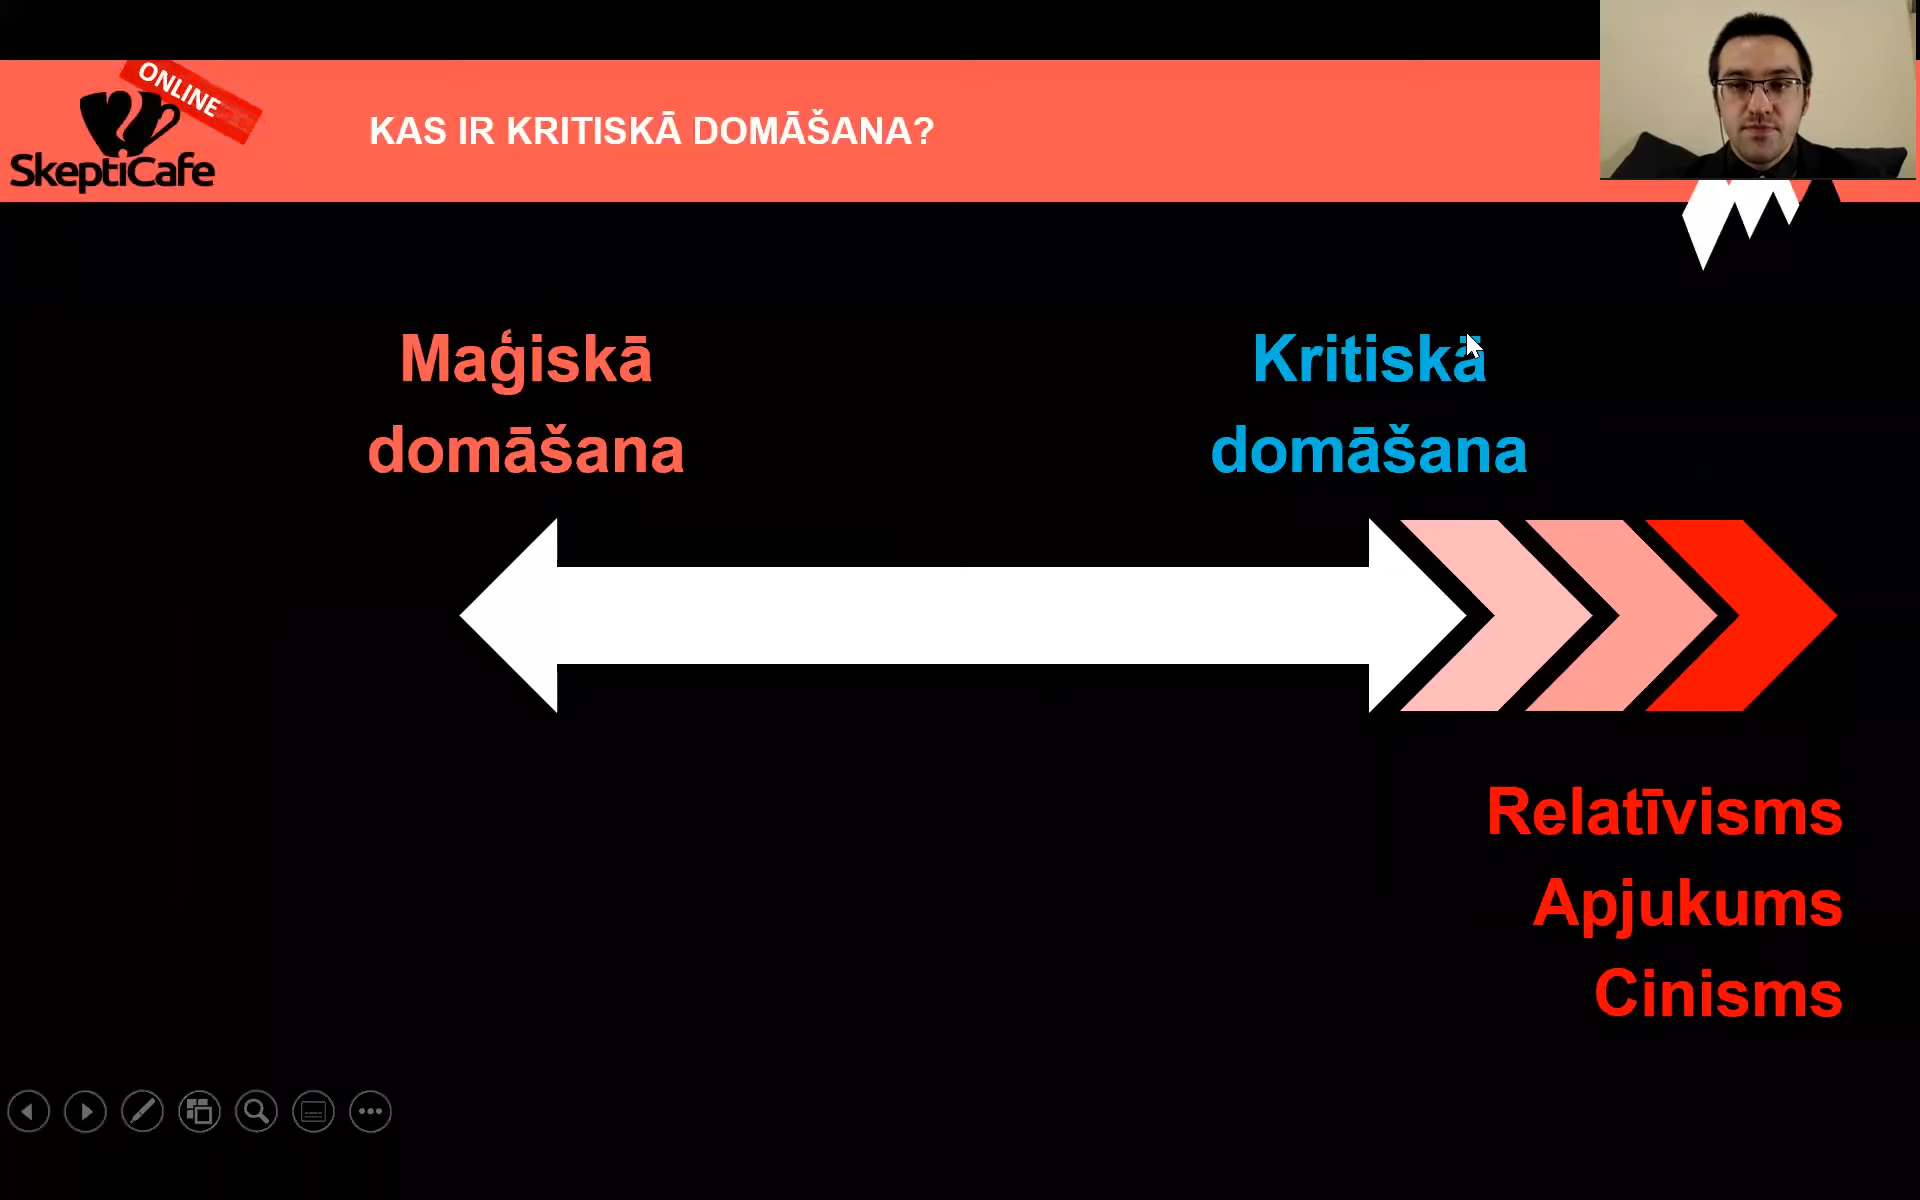 ONLINE
SkeptiCafe
KAS IR KRITISKĀ DOMĀŠANA?
Maģiskā
domāšana
Kritiskā
domāšana
Relatīvisms
Apjukums
Cinisms